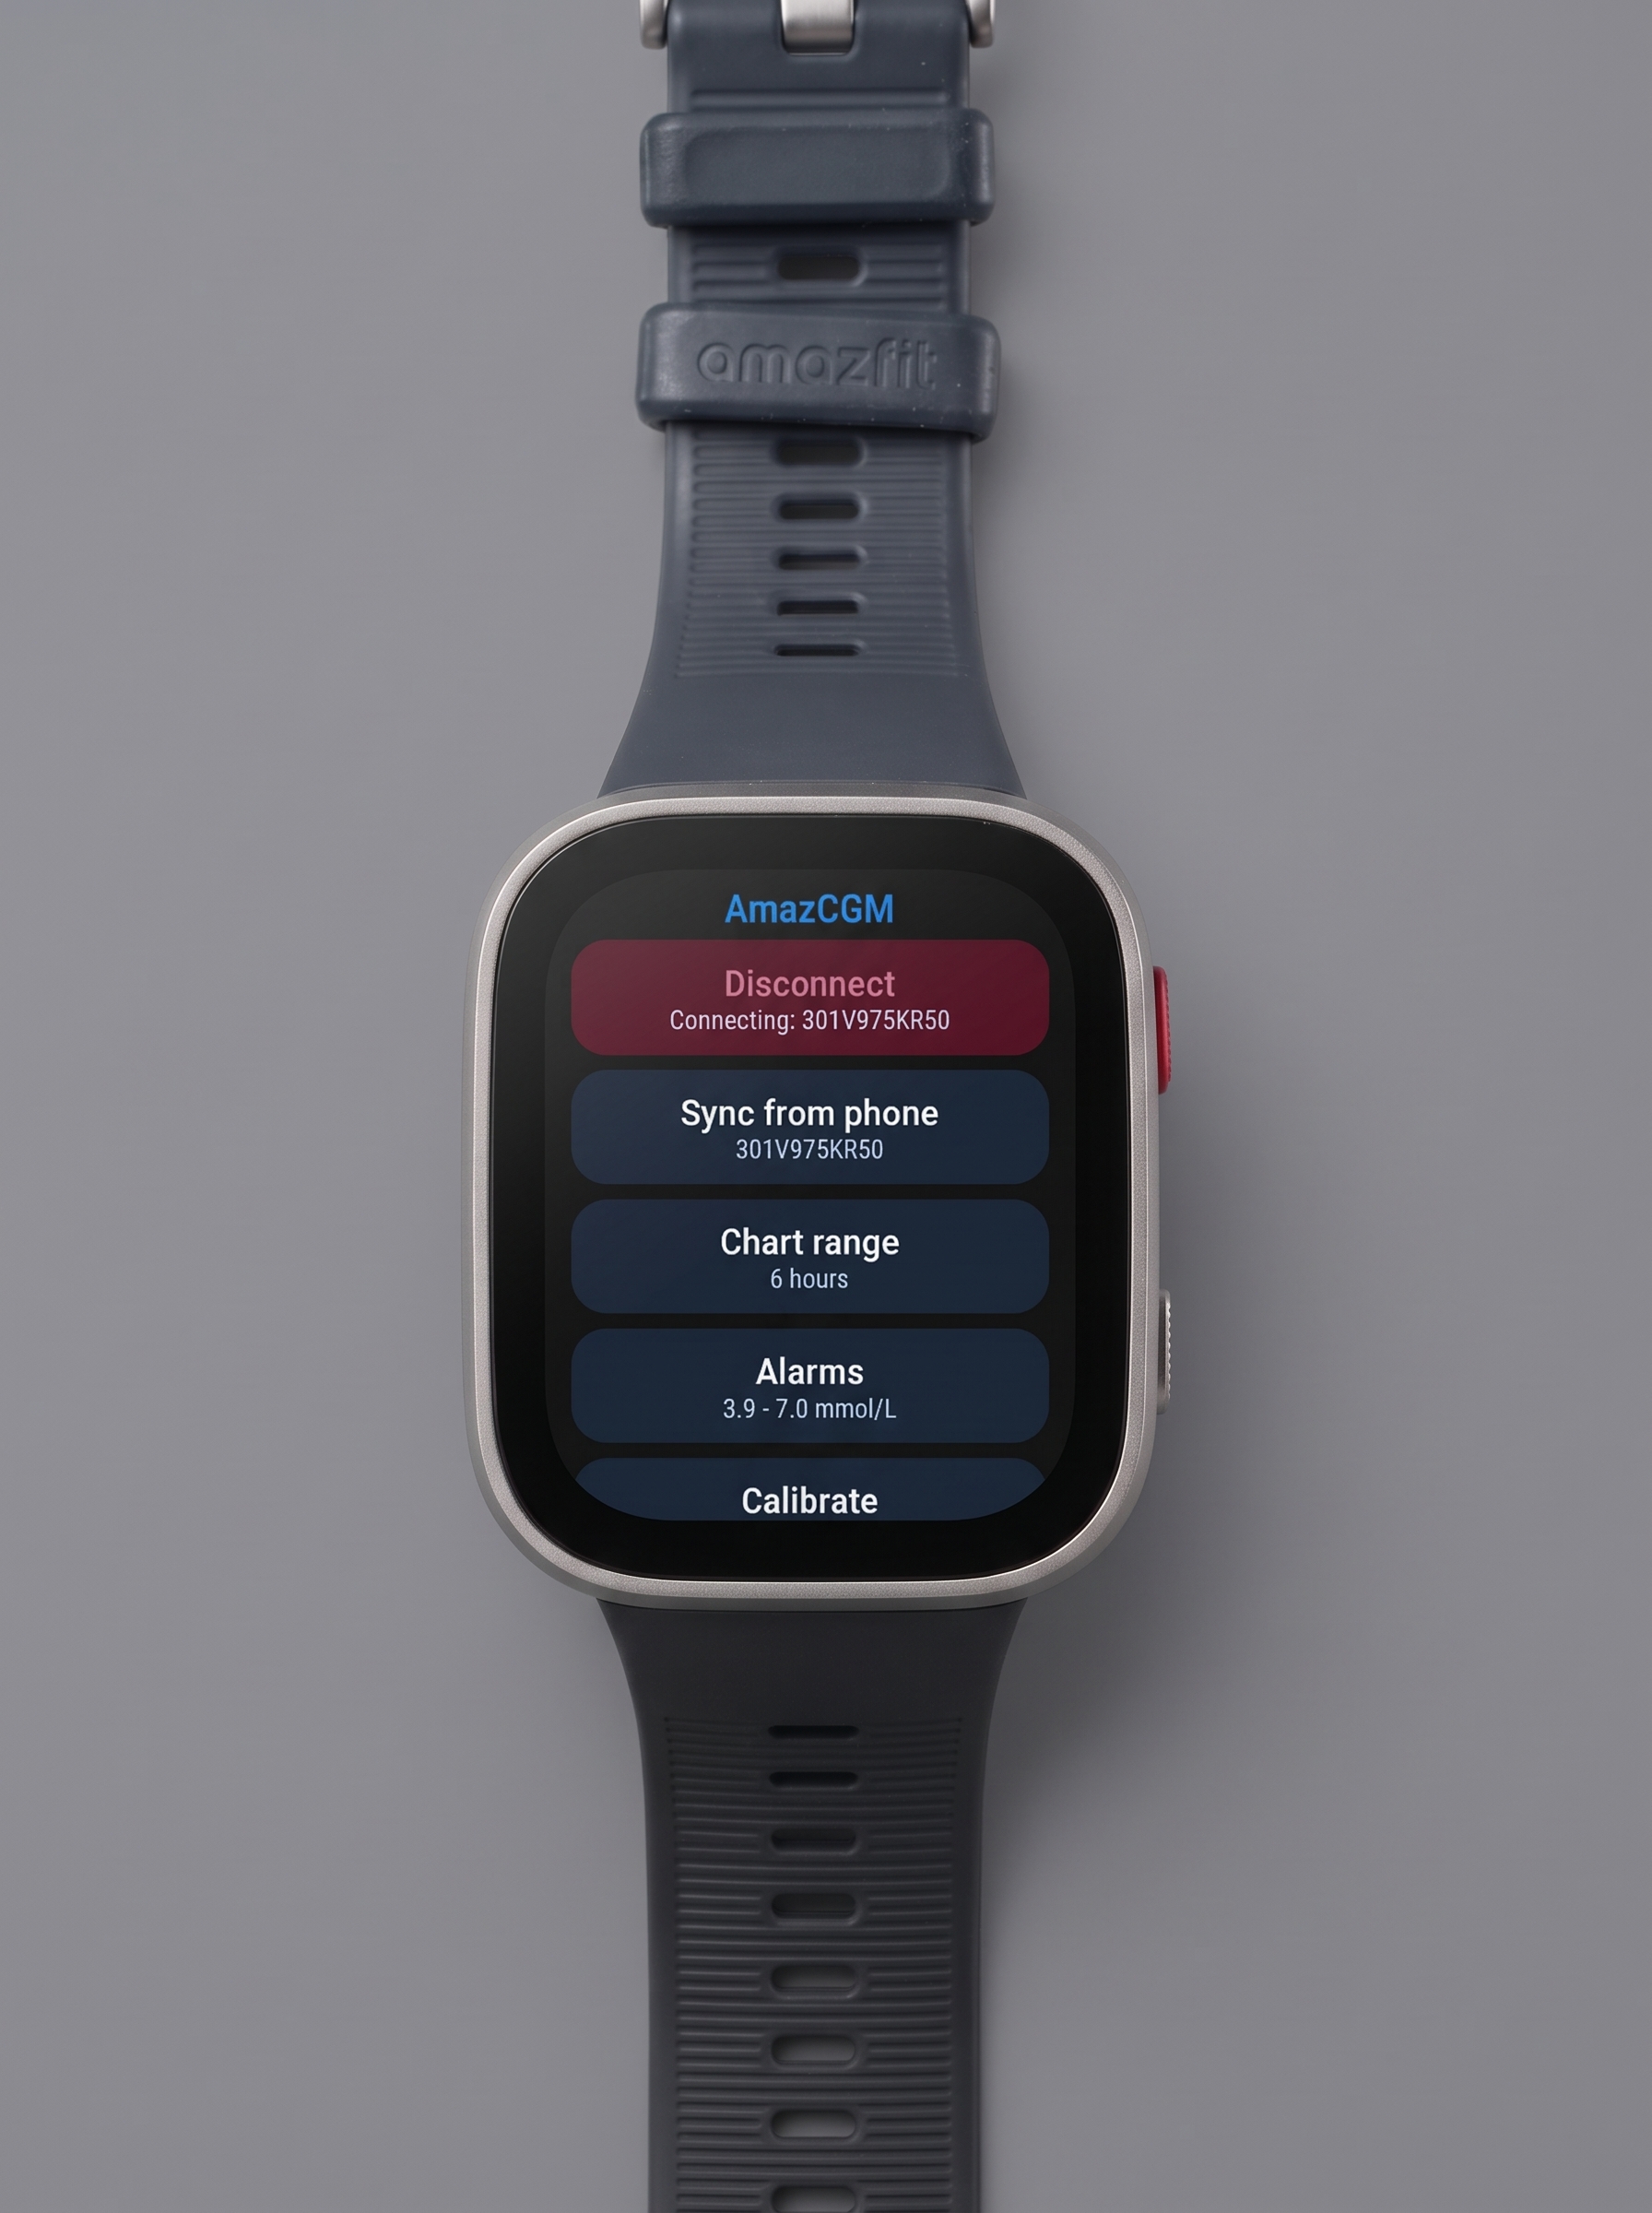 amazfit
AmazCGM
Disconnect
Connecting: 301V975KR50
Sync from phone
301V975KR50
Chart range
6 hours
Alarms
3.9 - 7.0 mmol/L
Calibrate